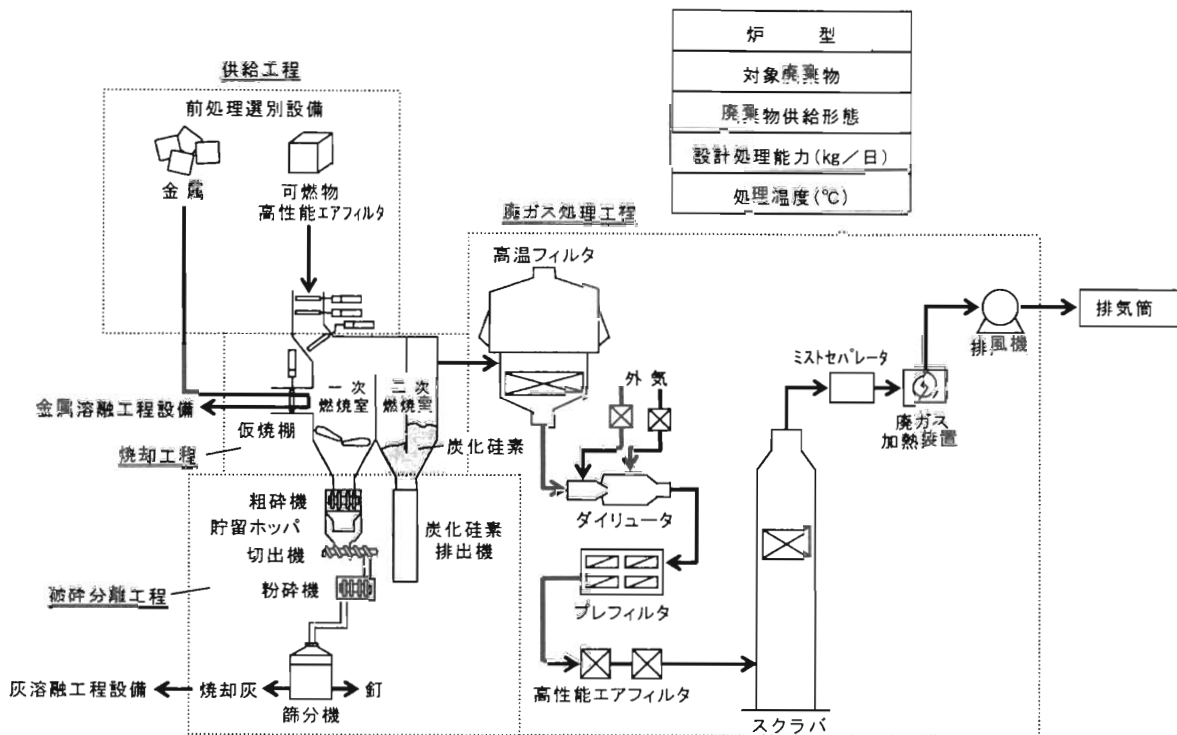 炉 型
対象廃棄物
廃棄物供給形態
設計処理能力(kg/日)
処理温度(℃)
供給工程
前処理選別設備
金属
可燃物
高性能エアフィルタ
廃ガス処理工程
高温フィルタ
外気
ダイリュータ
プレフィルタ
高性能エアフィルタ
スクラバ
ミストセパレータ
廃ガス
加熱装置
排風機
排気筒
一次
燃焼室
二次
燃焼室
金属溶融工程設備
仮焼棚
焼却工程
炭化硅素
粗砕機
貯留ホッパ
切出機
粉砕機
炭化硅素
排出機
破砕分離工程
灰溶融工程設備
焼却灰
釘
篩分機